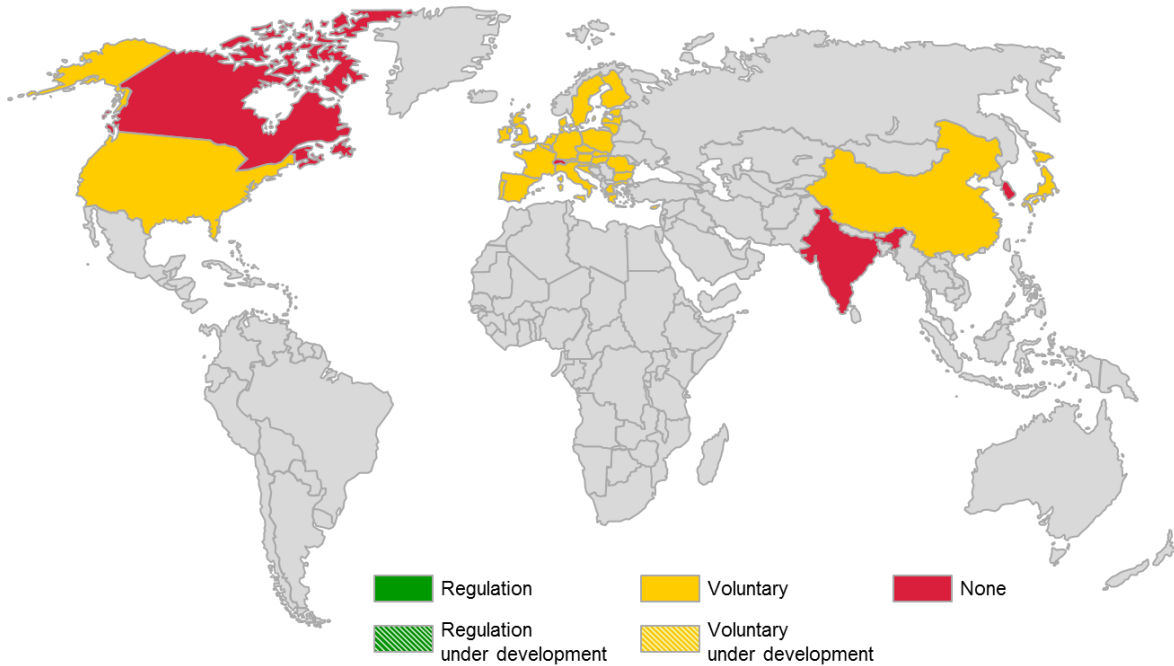 Regulation
Voluntary
None
Regulation
under development
Voluntary
under development